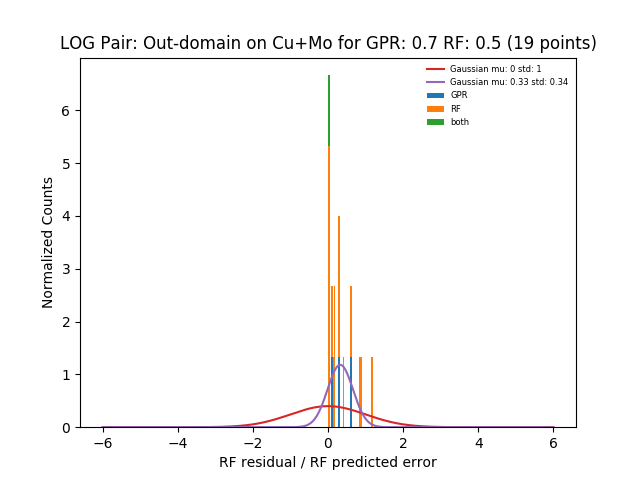 LOG Pair: Out-domain on Cu+Mo for GPR: 0.7 RF: 0.5 (19 points)
Gaussian mu: 0 std: 1
Gaussian mu: 0.33 std: 0.34
GPR
RF
both
Normalized Counts
6
5
4
3
2
1
0
−6 −4 −2 0 2 4 6
RF residual / RF predicted error